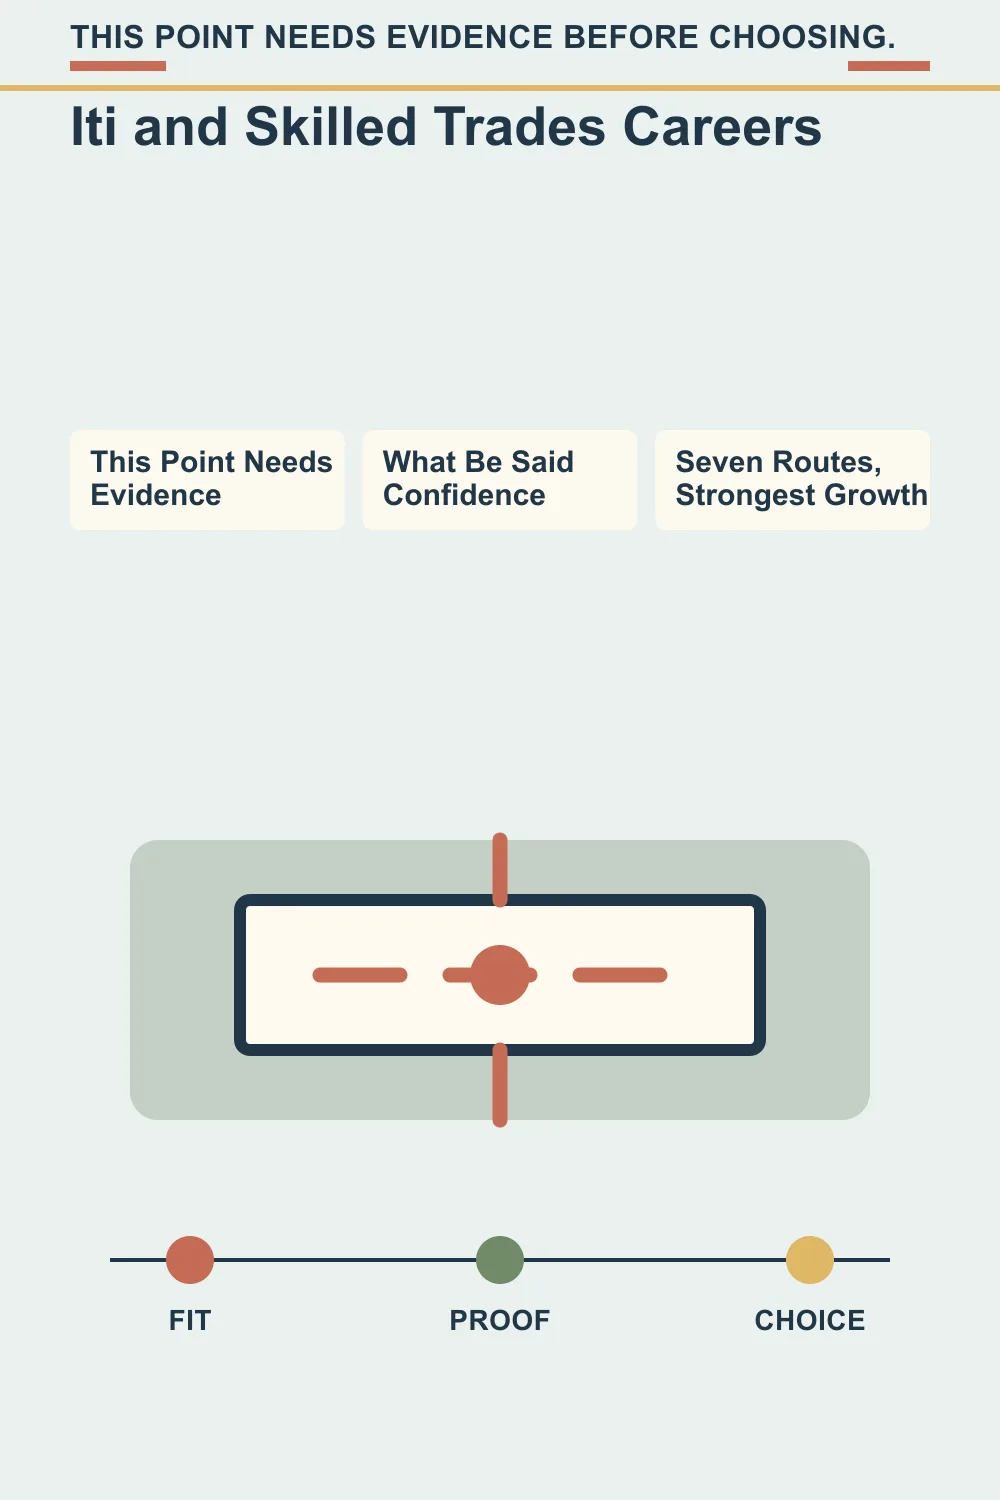 THIS POINT NEEDS EVIDENCE BEFORE CHOOSING.
Iti and Skilled Trades Careers
This Point Needs
Evidence
What Be Said
Confidence
Seven Routes,
Strongest Growth
FIT
PROOF
CHOICE